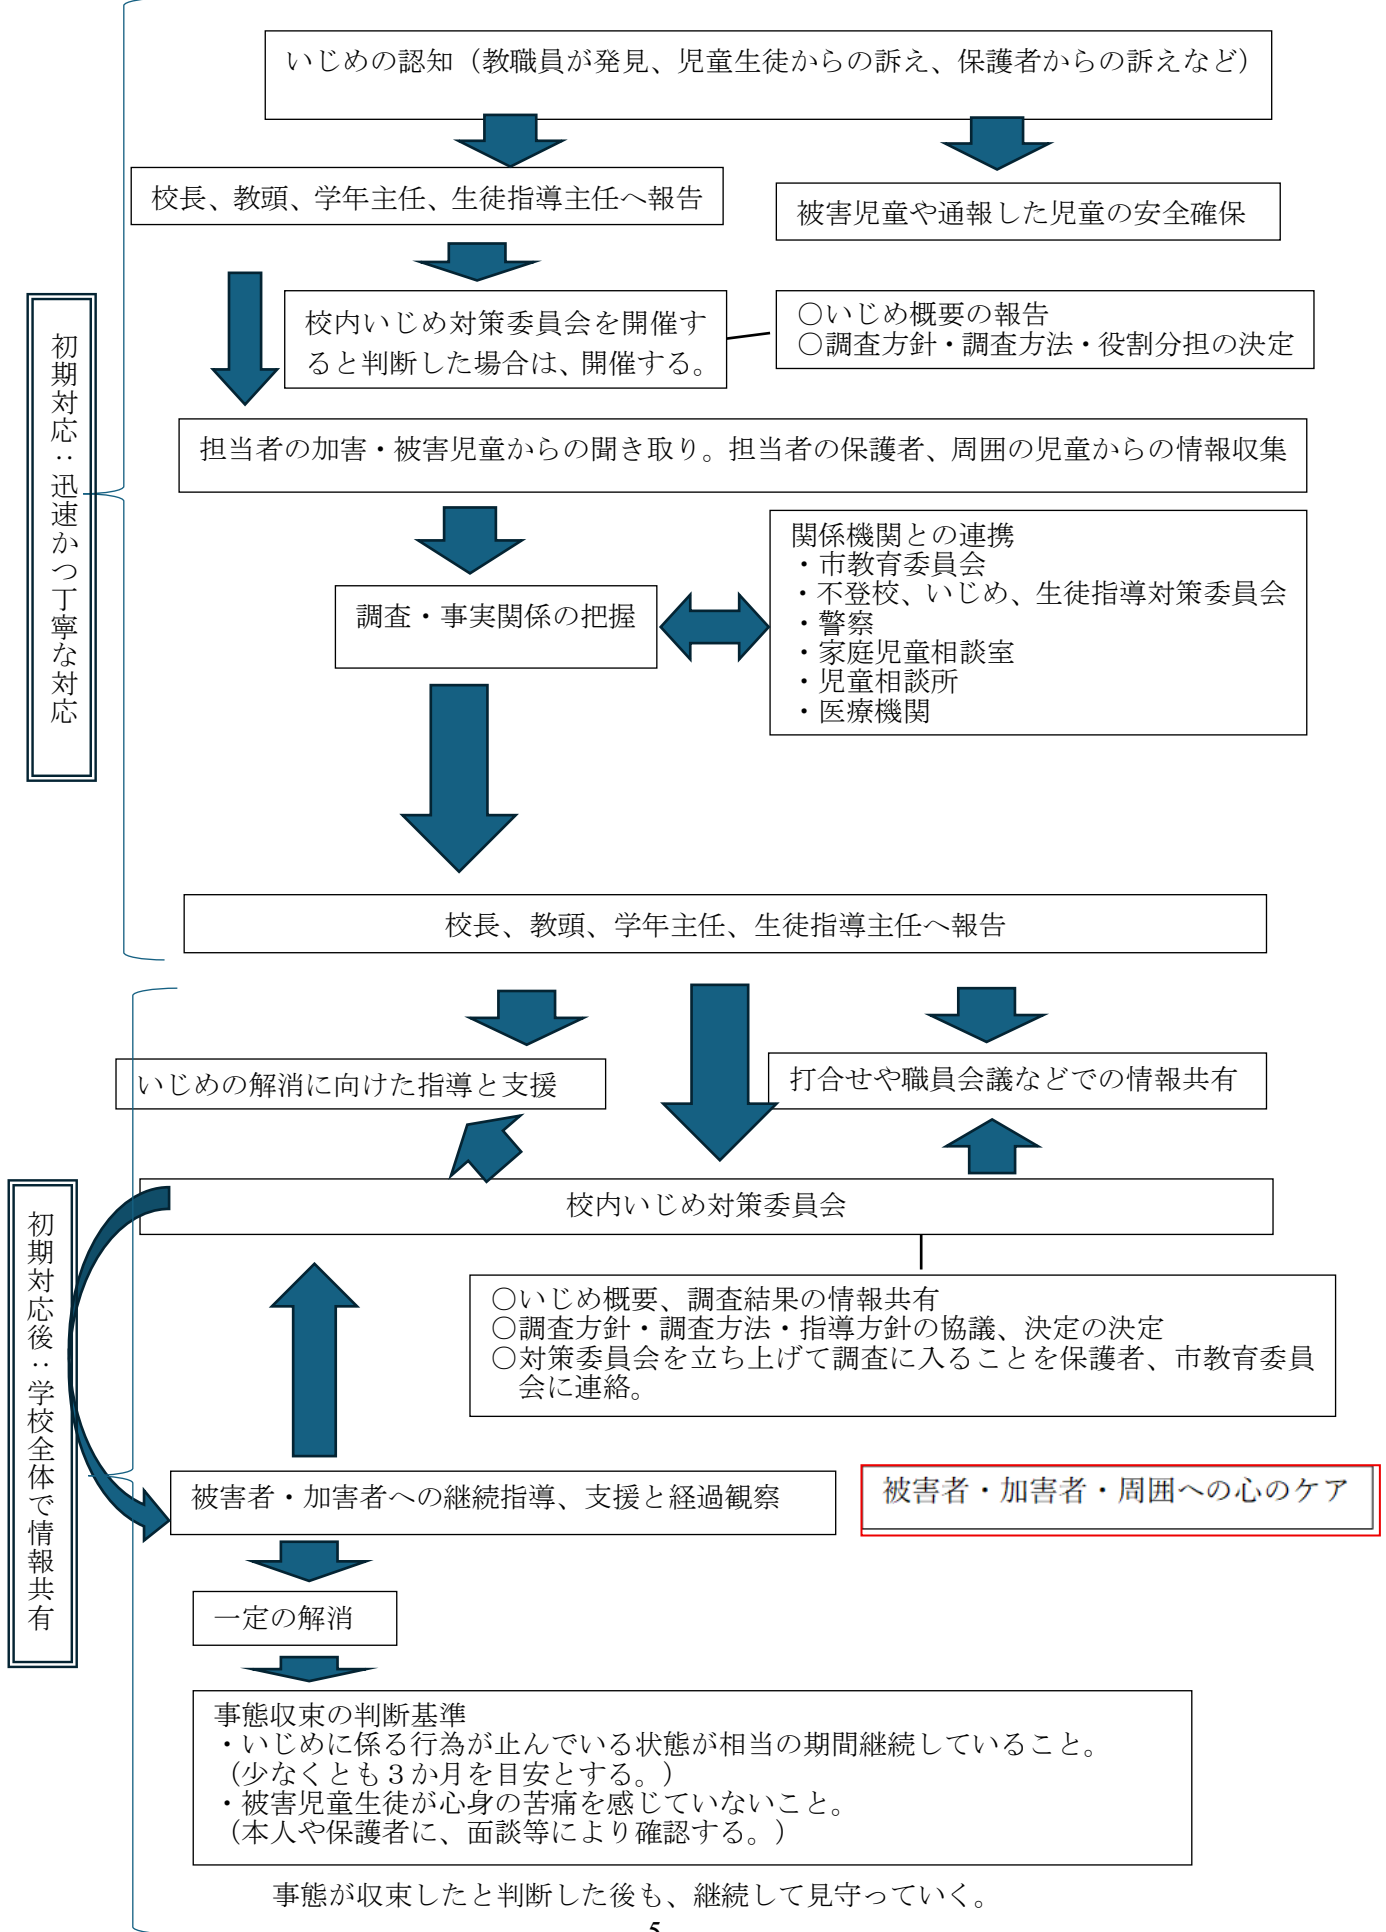 いじめの認知（教職員が発見、児童生徒からの訴え、保護者からの訴えなど）
校長、教頭、学年主任、生徒指導主任へ報告
被害児童や通報した児童の安全確保
校内いじめ対策委員会を開催す
ると判断した場合は、開催する。
〇いじめ概要の報告
〇調査方針・調査方法・役割分担の決定
初期対応：迅速かつ丁寧な対応
担当者の加害・被害児童からの聞き取り。担当者の保護者、周囲の児童からの情報収集
調査・事実関係の把握
関係機関との連携
・市教育委員会
・不登校、いじめ、生徒指導対策委員会
・警察
・家庭児童相談室
・児童相談所
・医療機関
校長、教頭、学年主任、生徒指導主任へ報告
いじめの解消に向けた指導と支援
打合せや職員会議などでの情報共有
校内いじめ対策委員会
初期対応後：学校全体で情報共有
〇いじめ概要、調査結果の情報共有
〇調査方針・調査方法・指導方針の協議、決定の決定
〇対策委員会を立ち上げて調査に入ることを保護者、市教育委員
会に連絡。
被害者・加害者への継続指導、支援と経過観察
被害者・加害者・周囲への心のケア
一定の解消
事態収束の判断基準
・いじめに係る行為が止んでいる状態が相当の期間継続していること。
（少なくとも３か月を目安とする。）
・被害児童生徒が心身の苦痛を感じていないこと。
（本人や保護者に、面談等により確認する。）
事態が収束したと判断した後も、継続して見守っていく。
5